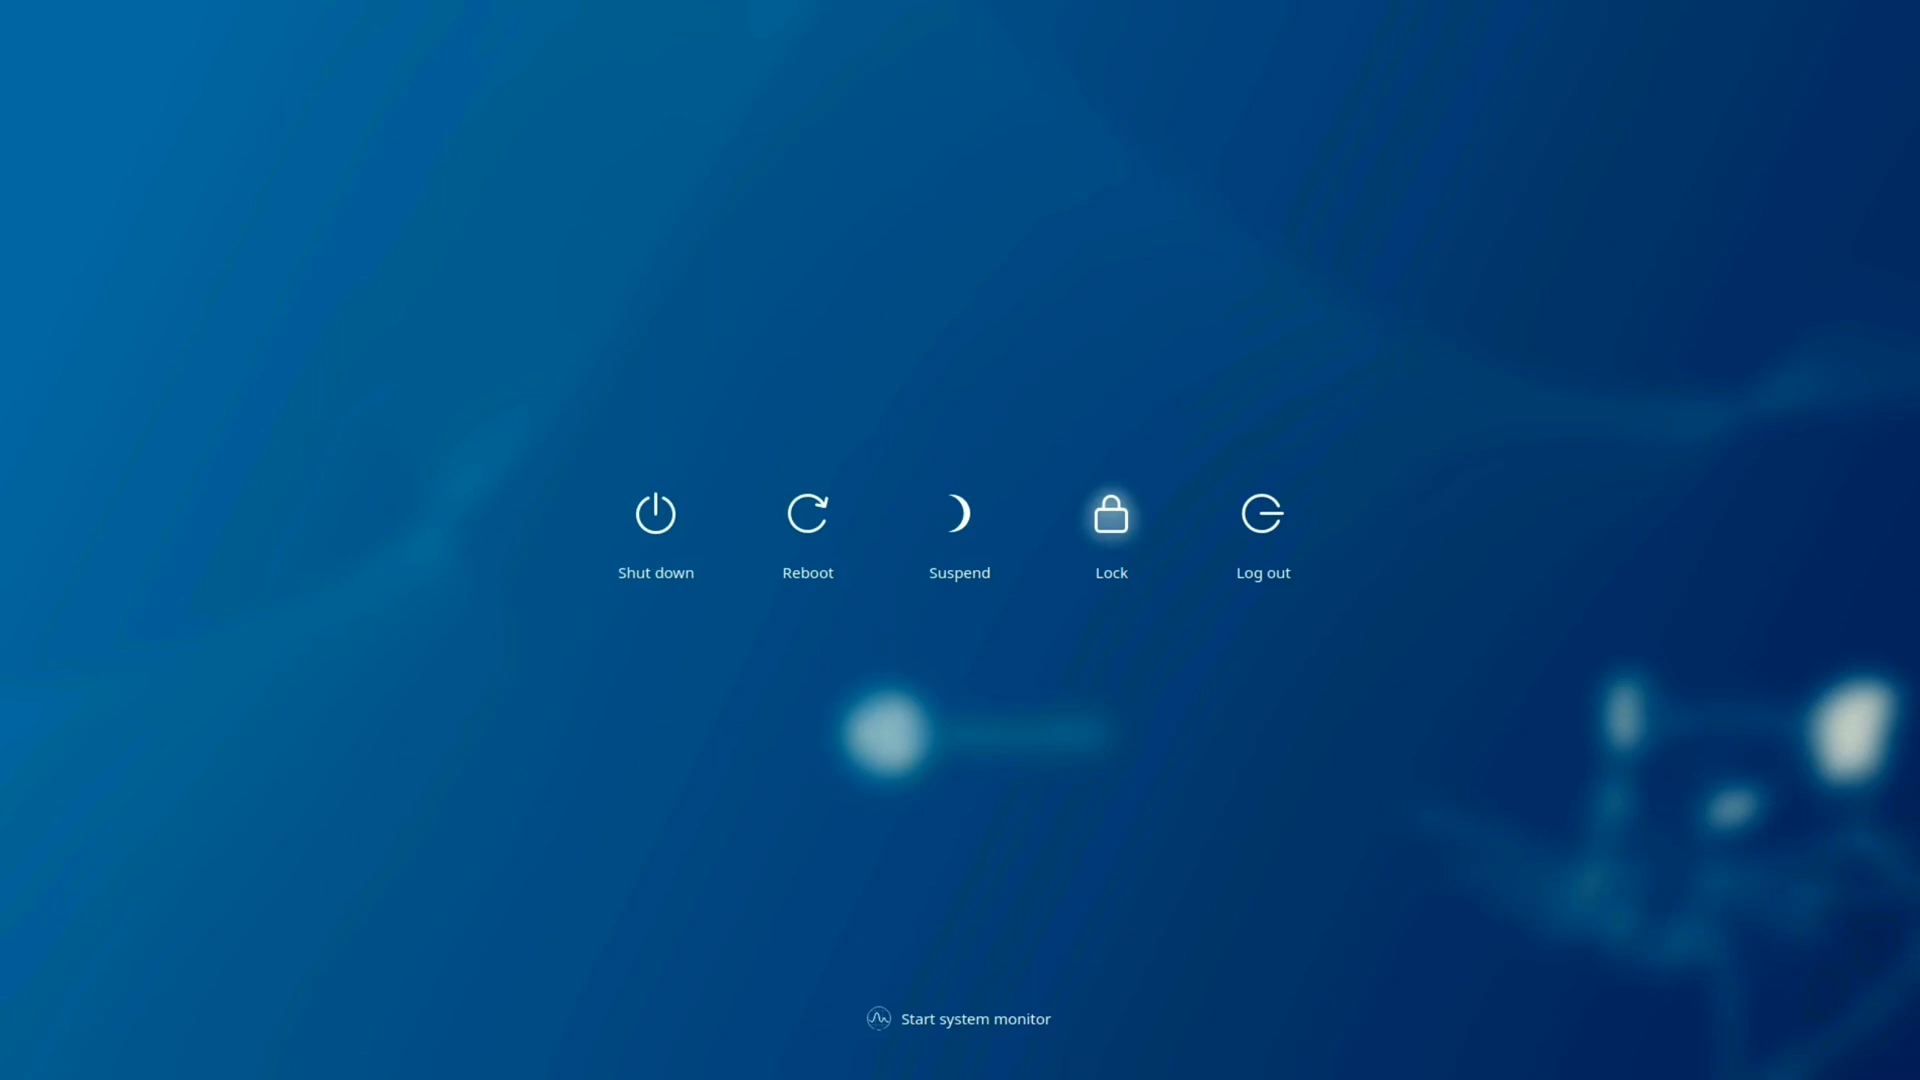 Shut down
Reboot
Suspend
Lock
Log out
Start system monitor